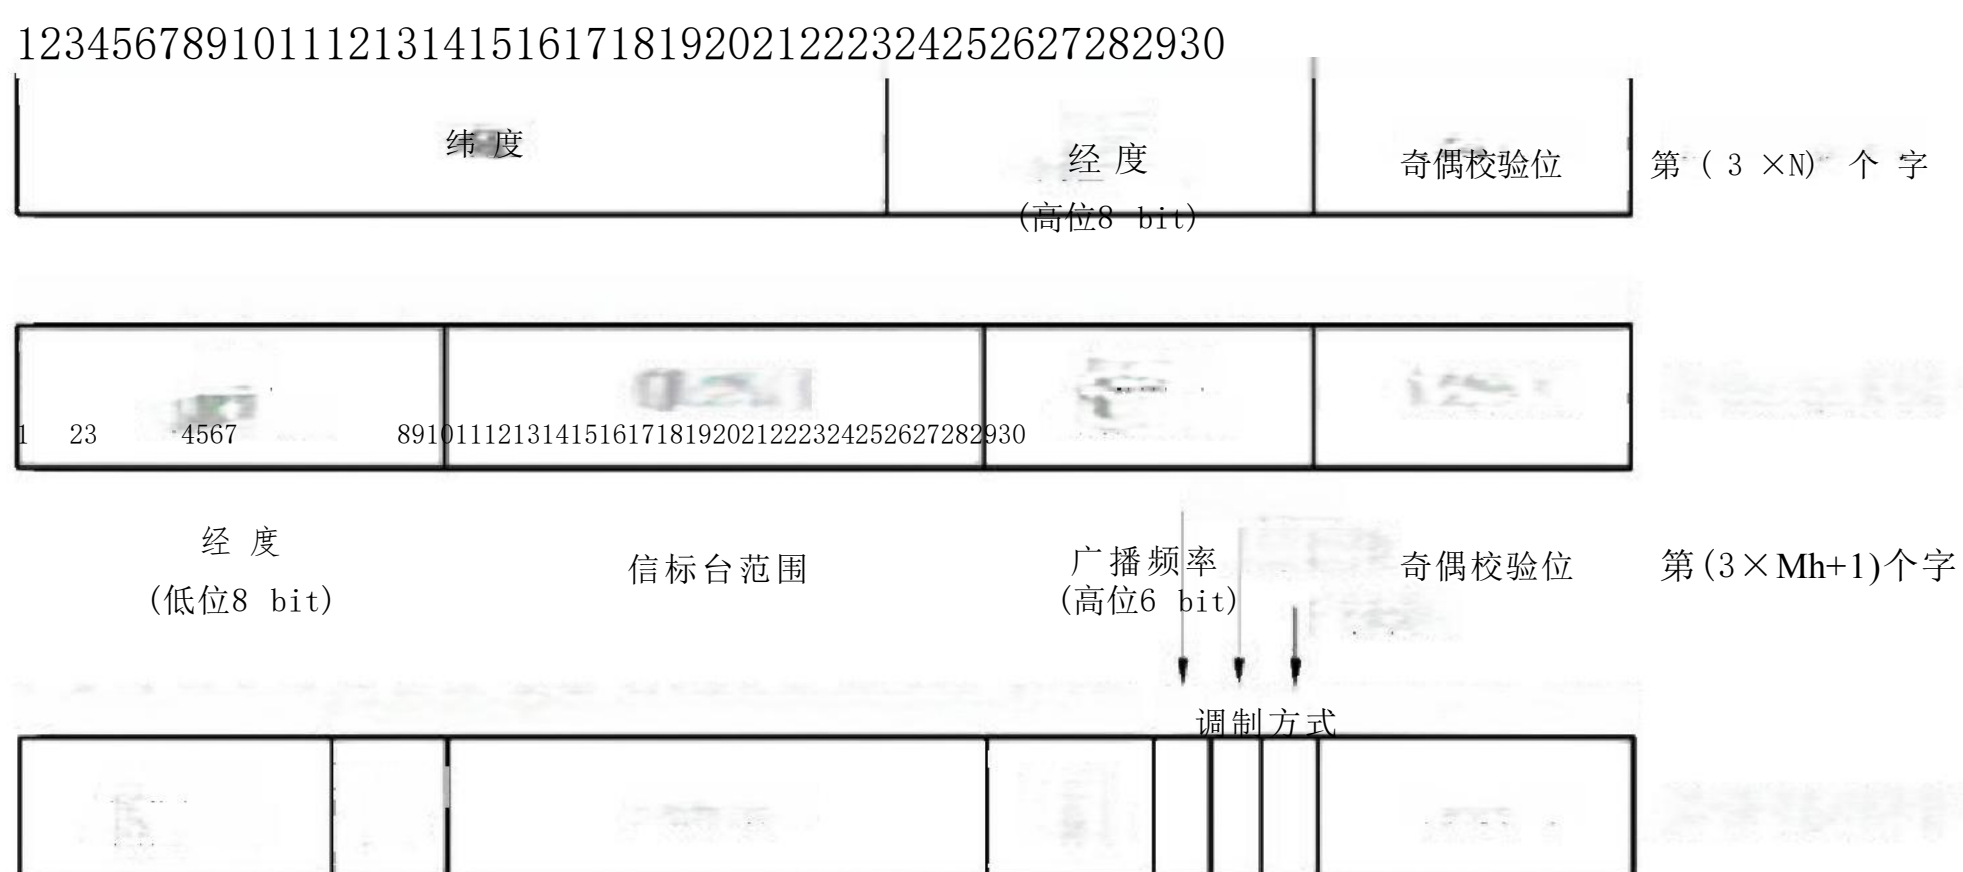 123456789101112131415161718192021222324252627282930
纬 度
经 度
奇偶校验位
第 ( 3 ×N) 个 字
(高位8 bit)
1 23 4567 89101112131415161718192021222324252627282930
经 度
(低位8 bit)
信标台范围
广播频率
(高位6 bit)
奇偶校验位
第(3×Mh+1)个字
调制方式